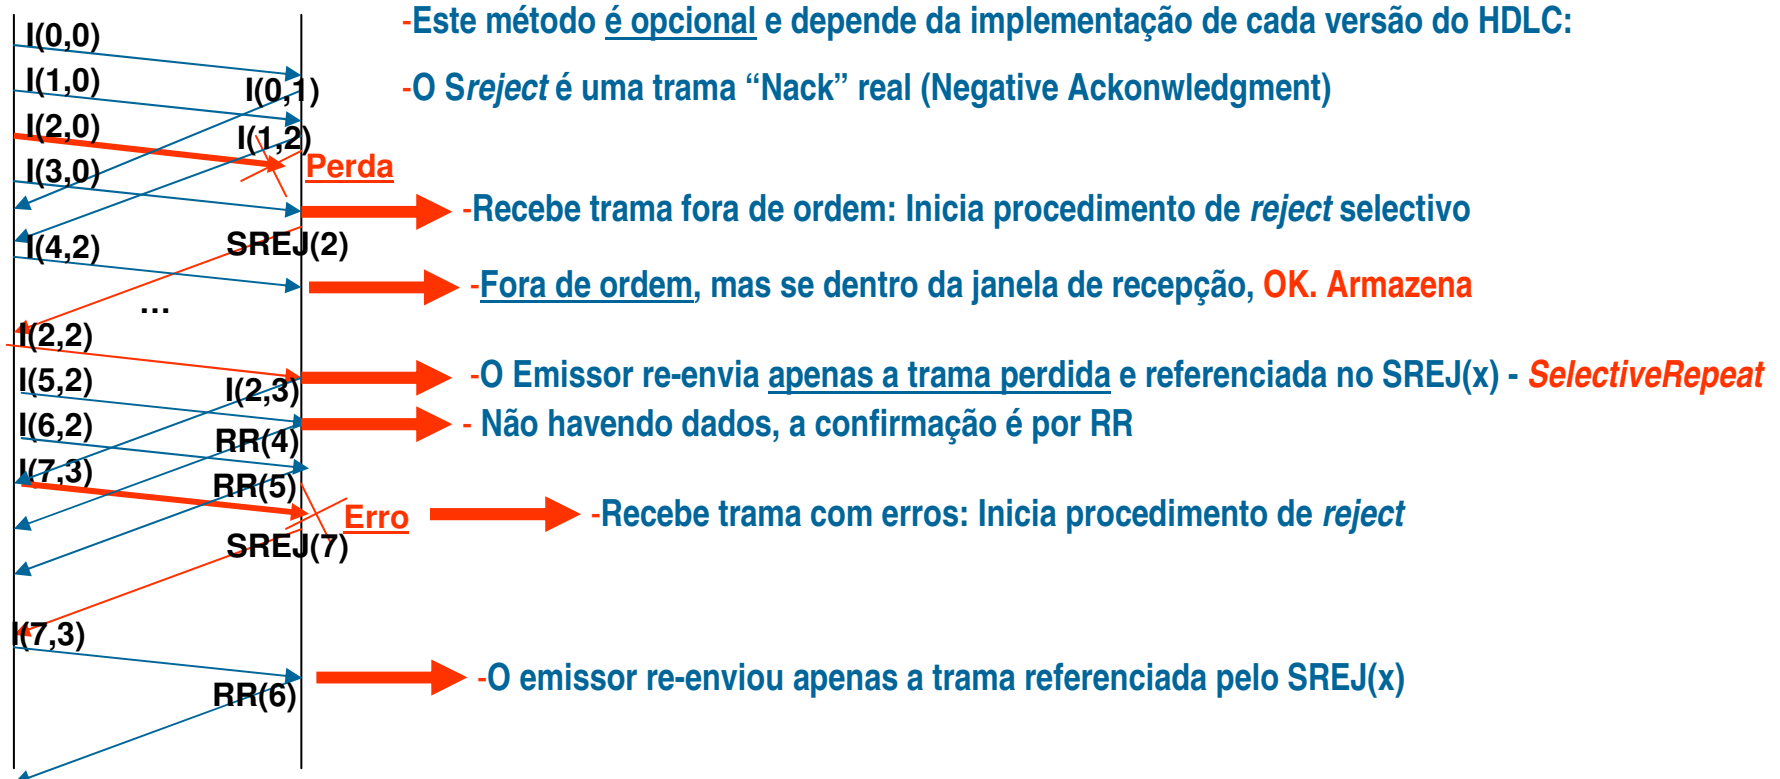 -Este método é opcional e depende da implementação de cada versão do HDLC:
I(0,0)
I(1,0)
I(0,1)
-O Sreject é uma trama “Nack” real (Negative Ackonwledgment)
I(2,0)
I(1,2)
Perda
I(3,0)
-Recebe trama fora de ordem: Inicia procedimento de reject selectivo
SREJ(2)
I(4,2)
-Fora de ordem, mas se dentro da janela de recepção, OK. Armazena
...
I(2,2)
I(5,2)
I(2,3)
-O Emissor re-envia apenas a trama perdida e referenciada no SREJ(x) - SelectiveRepeat
I(6,2)
RR(4)
- Não havendo dados, a confirmação é por RR
I(7,3)
RR(5)
Erro
-Recebe trama com erros: Inicia procedimento de reject
SREJ(7)
I(7,3)
RR(6)
-O emissor re-enviou apenas a trama referenciada pelo SREJ(x)